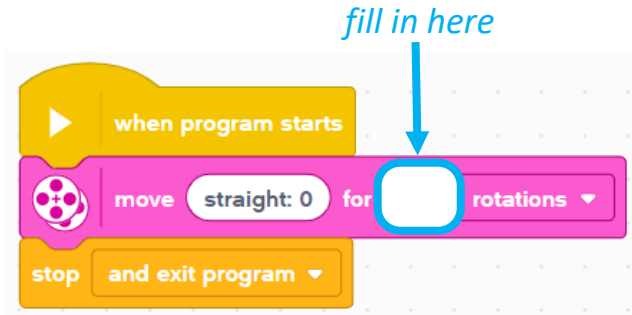 fill in here
when program starts
move straight: 0 for rotations
stop and exit program